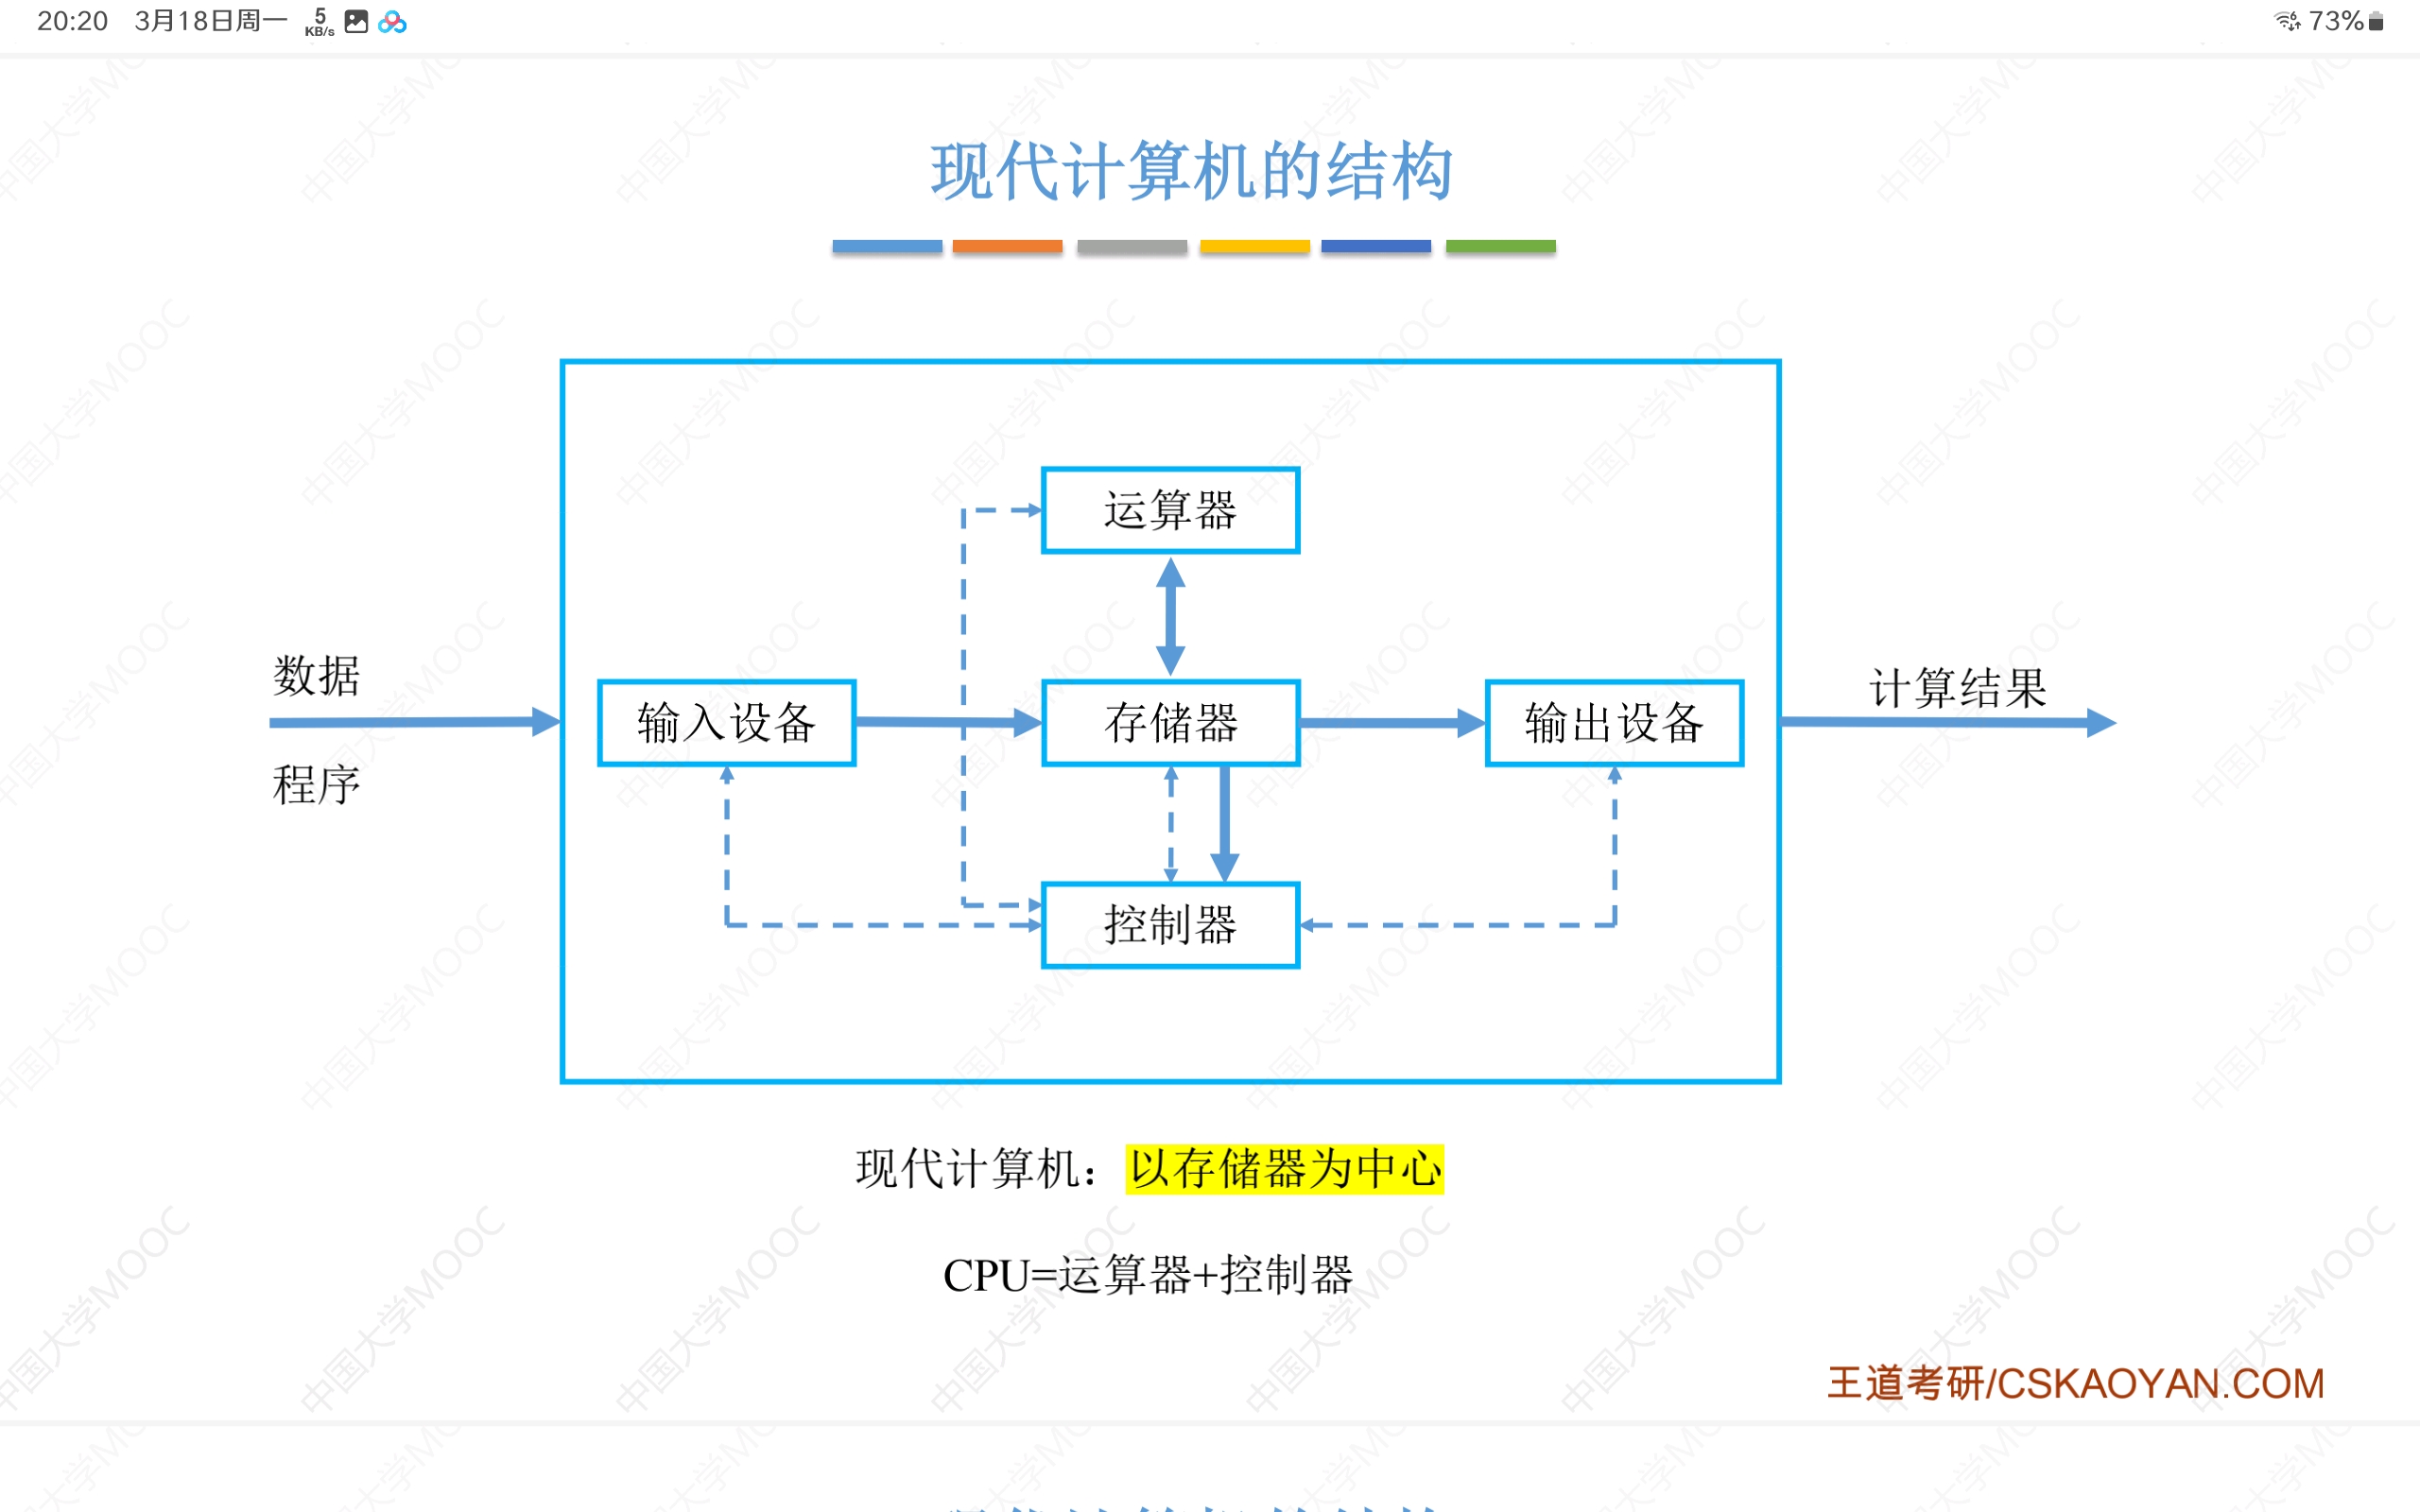 20:20 3月18日周一 5 KB/s 73%
现代计算机的结构
运算器
数据
程序
输入设备
存储器
输出设备
计算结果
控制器
现代计算机：以存储器为中心
CPU=运算器+控制器
王道考研/CSKAOYAN.COM
中国大学MOOC